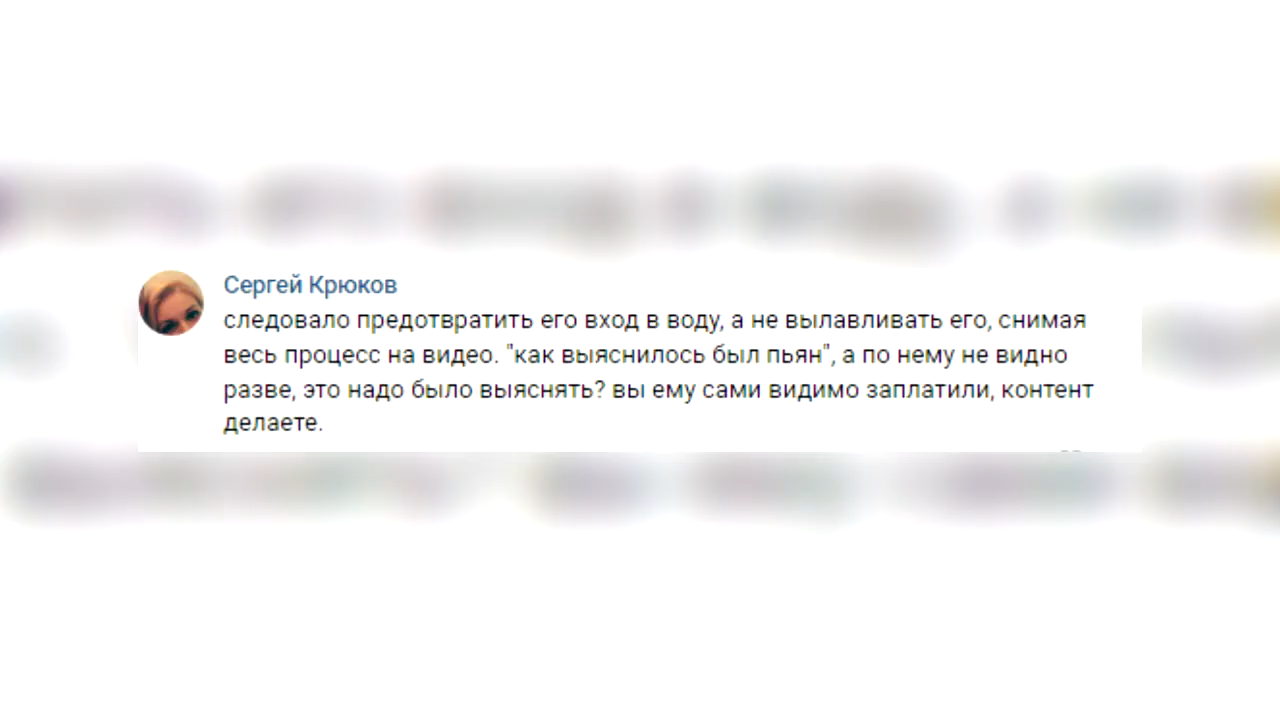 Сергей Крюков
следовало предотвратить его вход в воду, а не вылавливать его, снимая
весь процесс на видео. "как выяснилось был пьян", а по нему не видно
разве, это надо было выяснять? вы ему сами видимо заплатили, контент
делаете.